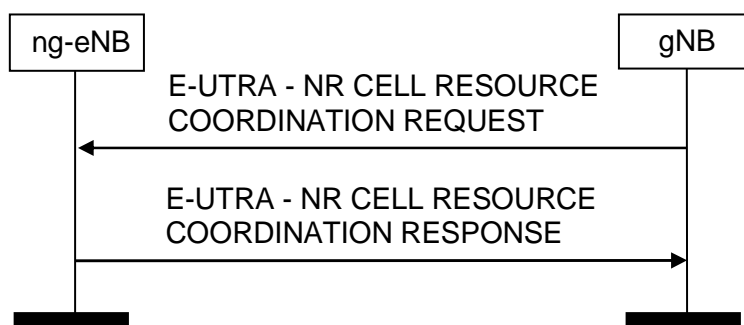 ng-eNB
gNB
E-UTRA - NR CELL RESOURCE
COORDINATION REQUEST
E-UTRA - NR CELL RESOURCE
COORDINATION RESPONSE